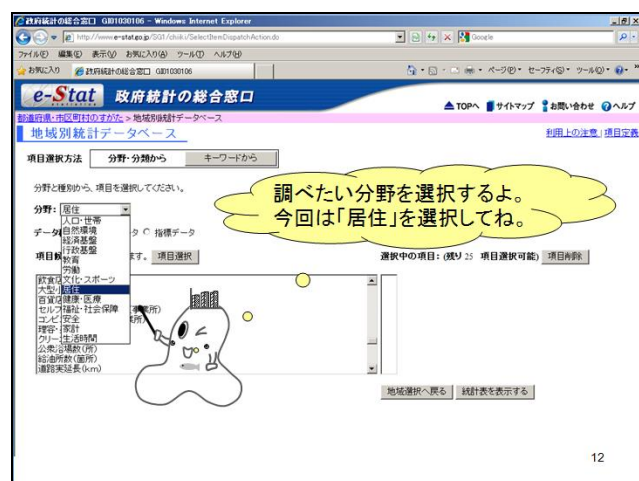 政府統計の総合窓口 GI01030106 - Windows Internet Explorer
http://www.e-stat.go.jp/SG1/chiiki/SelectItemDispatchAction.do
Google
ファイル(F) 編集(E) 表示(V) お気に入り(A) ツール(T) ヘルプ(H)
お気に入り 政府統計の総合窓口 GI01030106
ページ(P) セーフティ(S) ツール(O)
e-Stat 政府統計の総合窓口
TOPへ サイトマップ お問い合わせ ヘルプ
都道府県・市区町村のすがた > 地域別統計データベース
地域別統計データベース
利用上の注意 | 項目定義
項目選択方法 分野・分類から キーワードから
分野と種別から、項目を選択してください。
調べたい分野を選択するよ。
今回は「居住」を選択してね。
分野: 居住
人口・世帯
自然環境
経済基盤
行政基盤
教育
労働
文化・スポーツ
居住
健康・医療
福祉・社会保障
安全
家計
生活時間
指標データ
ます。 項目選択
選択中の項目: (残り 25 項目選択可能) 項目削除
公衆浴場数(所)
給油所数(箇所)
道路実延長(km)
地域選択へ戻る 統計表を表示する
12